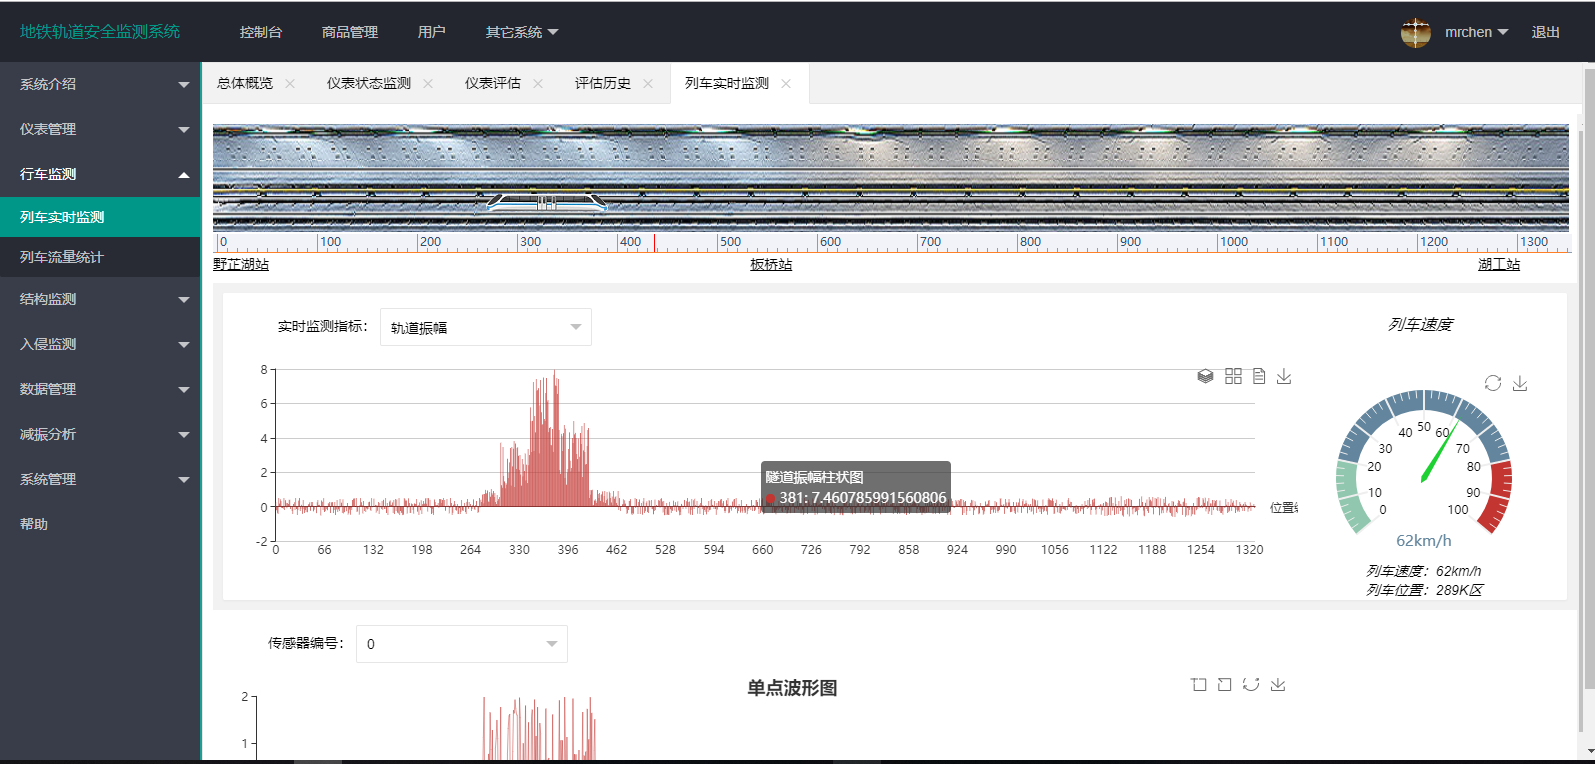 地铁轨道安全监测系统 控制台 商品管理 用户 其它系统 mrchen 退出
系统介绍
仪表管理
行车监测
列车实时监测
列车流量统计
结构监测
入侵监测
数据管理
减振分析
系统管理
帮助
总体概览 仪表状态监测 仪表评估 评估历史 列车实时监测
0 100 200 300 400 500 600 700 800 900 1000 1100 1200 1300
野芷湖站 板桥站 湖工站
实时监测指标: 轨道振幅
8
6
4
2
0
-2
0 66 132 198 264 330 396 462 528 594 660 726 792 858 924 990 1056 1122 1188 1254 1320
位置
隧道振幅柱状图
381: 7.460785991560806
列车速度
0 10 20 30 40 50 60 70 80 90 100
62km/h
列车速度：62km/h
列车位置：289K区
传感器编号: 0
单点波形图
2
1